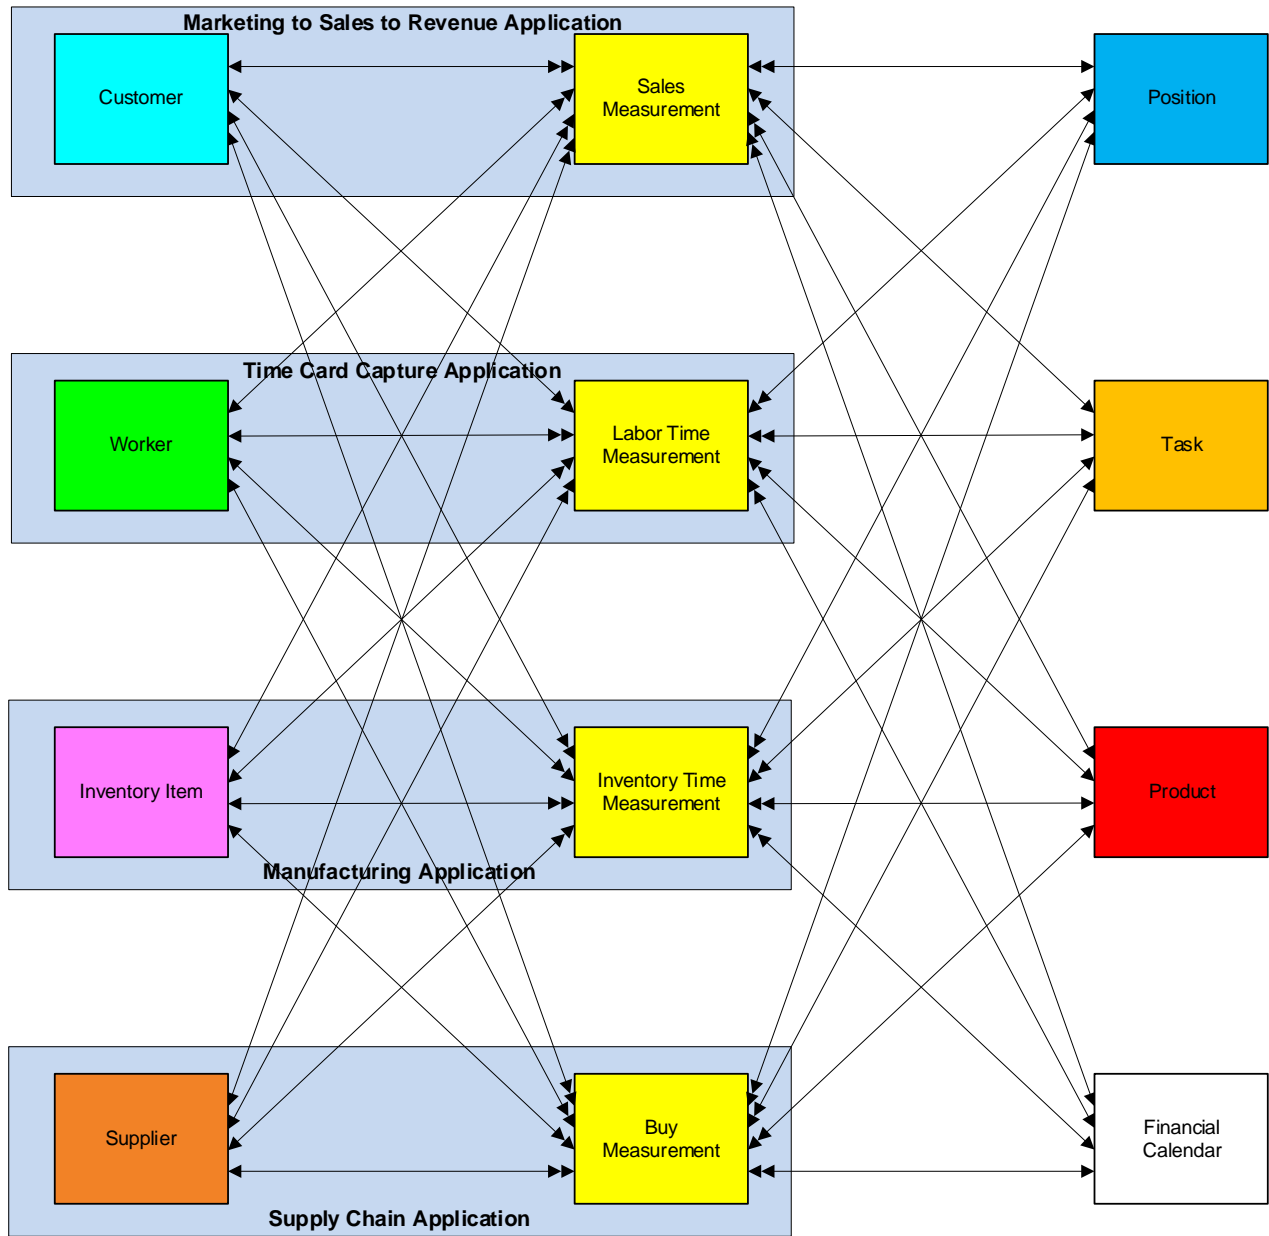 Marketing to Sales to Revenue Application
Customer
Sales
Measurement
Position
Time Card Capture Application
Worker
Labor Time
Measurement
Task
Inventory Item
Inventory Time
Measurement
Product
Manufacturing Application
Supplier
Buy
Measurement
Financial
Calendar
Supply Chain Application